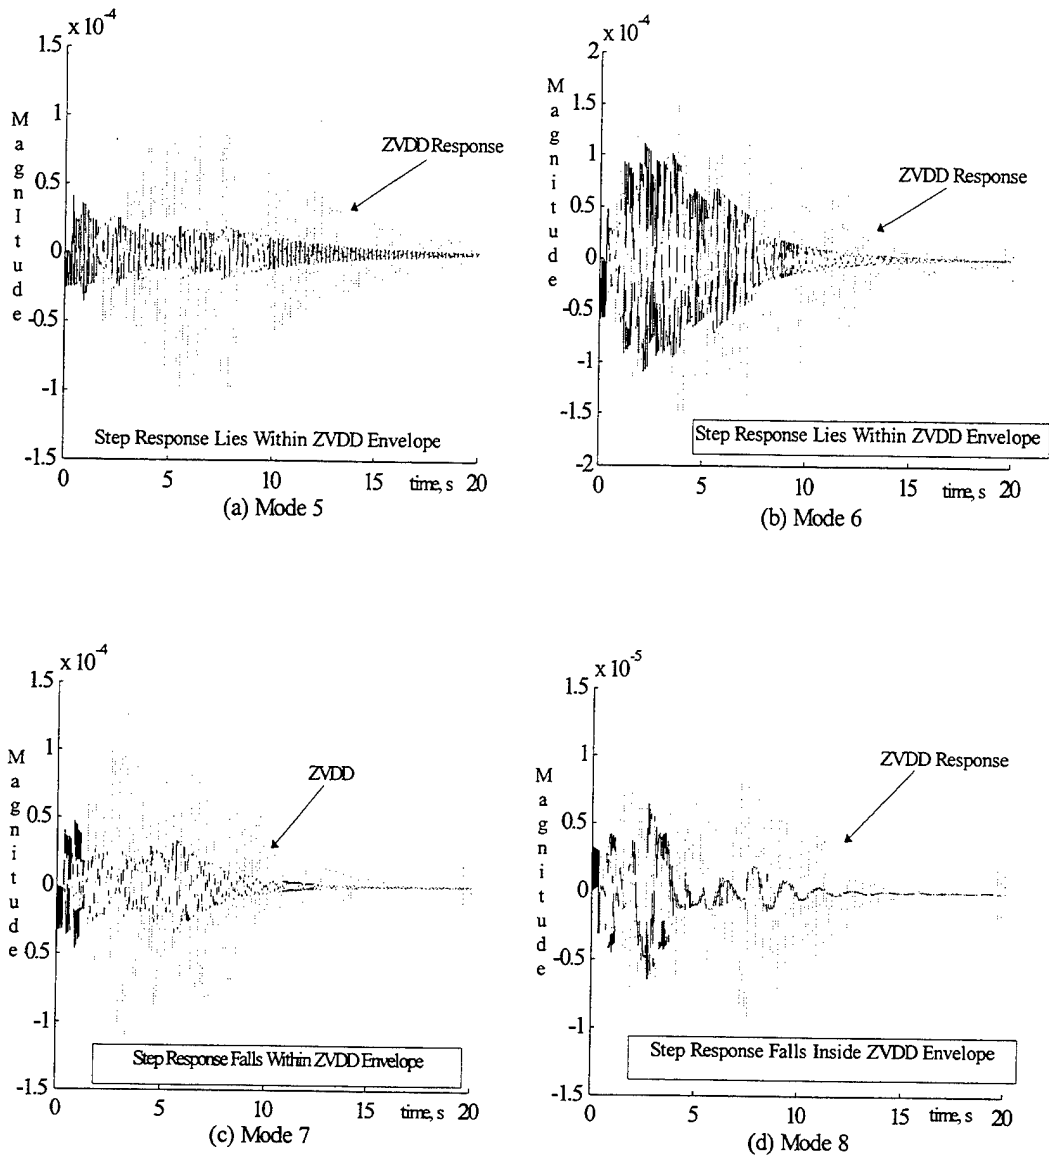 x 10-4
1.5
1
0.5
0
-0.5
-1
-1.5
MagnItude
ZVDD Response
Step Response Lies Within ZVDD Envelope
0 5 10 15 time, s 20
(a) Mode 5
x 10-4
2
1.5
1
0.5
0
-0.5
-1
-1.5
-2
Magnitude
ZVDD Response
Step Response Lies Within ZVDD Envelope
0 5 10 15 time, s 20
(b) Mode 6
x 10-4
1.5
1
0.5
0
0.5
-1
-1.5
Magnitude
ZVDD
Step Response Falls Within ZVDD Envelope
0 5 10 15 time, s 20
(c) Mode 7
x 10-5
1.5
1
0.5
0
-0.5
-1
-1.5
Magnitude
ZVDD Response
Step Response Falls Inside ZVDD Envelope
0 5 10 15 time, s 20
(d) Mode 8